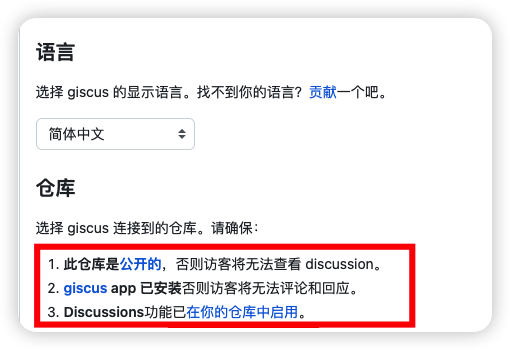 语言
选择 giscus 的显示语言。找不到你的语言？贡献一个吧。
简体中文
仓库
选择 giscus 连接到的仓库。请确保：
1. 此仓库是公开的，否则访客将无法查看 discussion。
2. giscus app 已安装否则访客将无法评论和回应。
3. Discussions功能已在你的仓库中启用。